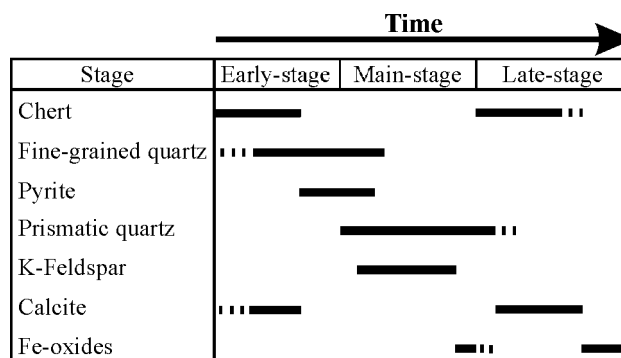 Time
Stage Early-stage Main-stage Late-stage
Chert
Fine-grained quartz
Pyrite
Prismatic quartz
K-Feldspar
Calcite
Fe-oxides